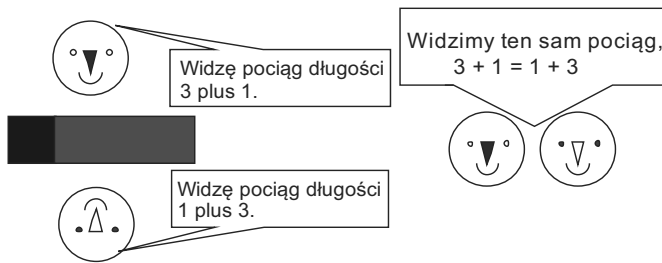 Widzę pociąg długości
3 plus 1.
Widzimy ten sam pociąg,
3 + 1 = 1 + 3
Widzę pociąg długości
1 plus 3.